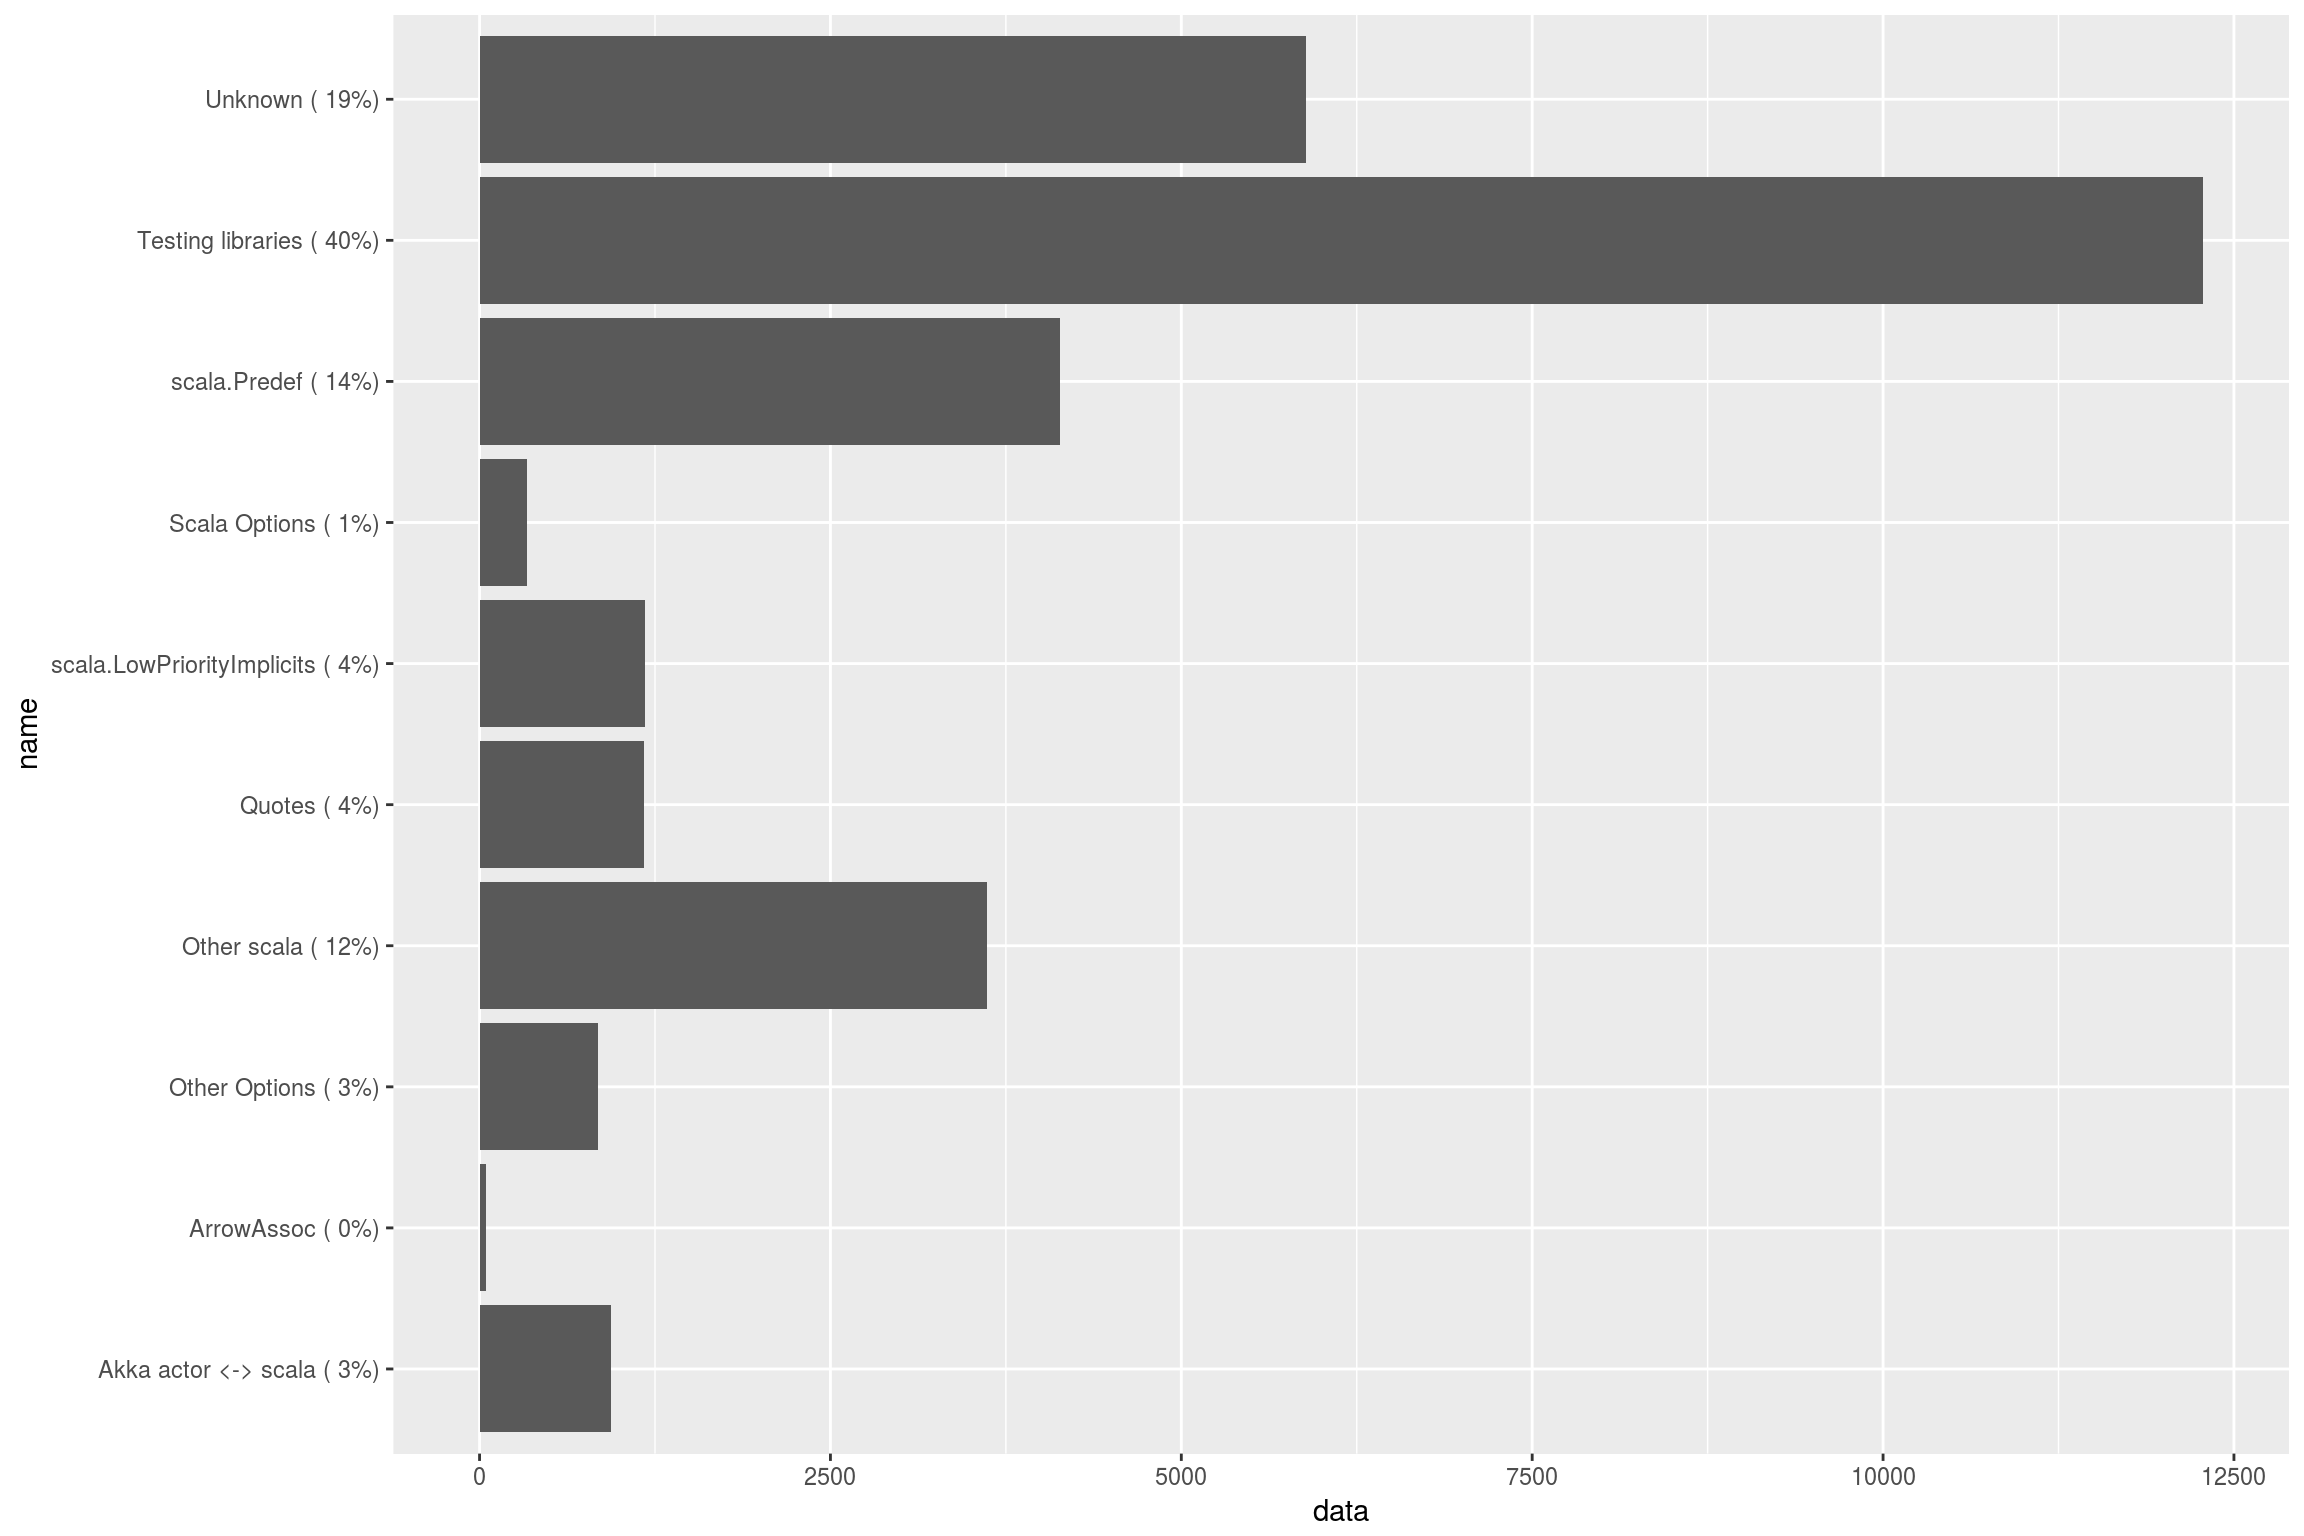 Unknown ( 19%)
Testing libraries ( 40%)
scala.Predef ( 14%)
Scala Options ( 1%)
scala.LowPriorityImplicits ( 4%)
name
Quotes ( 4%)
Other scala ( 12%)
Other Options ( 3%)
ArrowAssoc ( 0%)
Akka actor <-> scala ( 3%)
0 2500 5000 7500 10000 12500
data